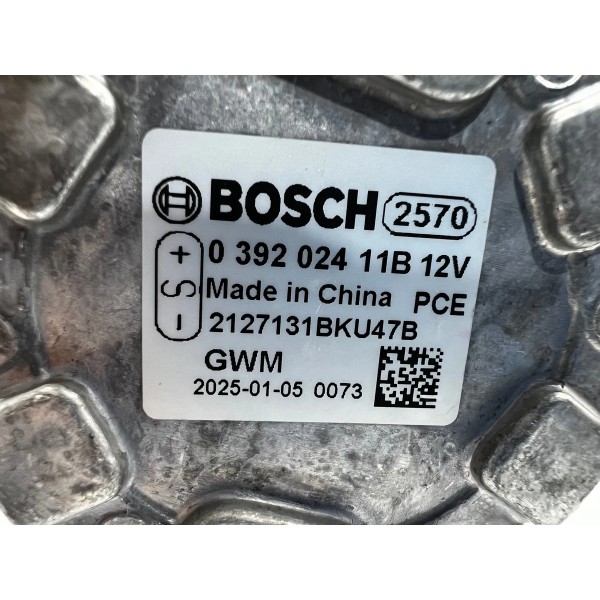 BOSCH 2570
0 392 024 11B 12V
Made in China PCE
2127131BKU47B
GWM
2025-01-05 0073
+ S -